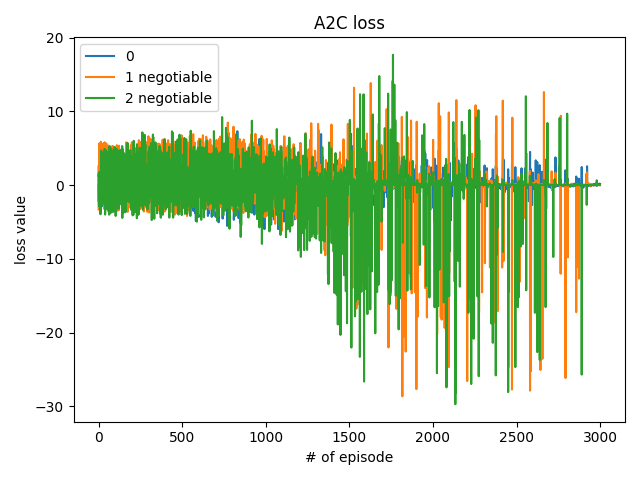 A2C loss
0
1 negotiable
2 negotiable
20
10
0
−10
−20
−30
loss value
0
500
1000
1500
2000
2500
3000
# of episode